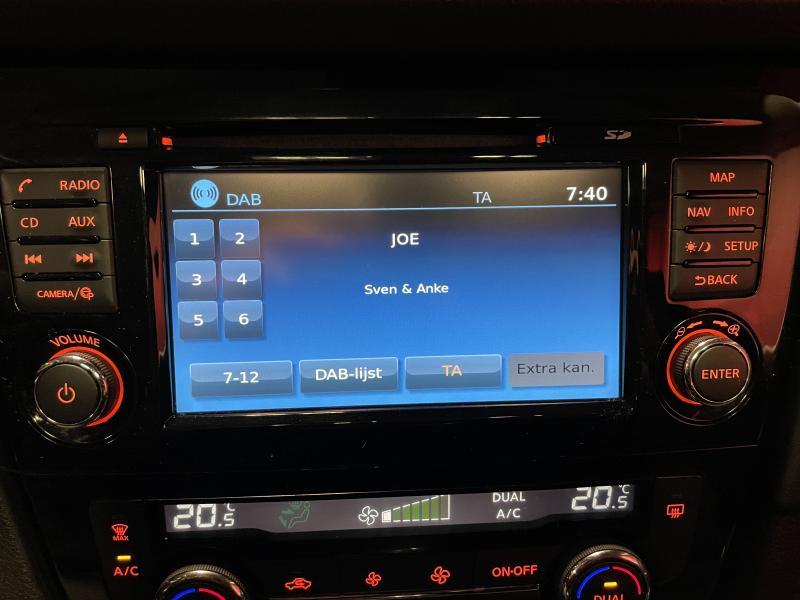 SD
RADIO
CD AUX
CAMERA/
VOLUME
DAB TA 7:40
1 2
JOE
3 4
Sven & Anke
5 6
7-12 DAB-lijst TA Extra kan.
MAP
NAV INFO
SETUP
BACK
ENTER
20.5°C
DUAL
A/C
20.5°C
MAX
A/C
ON·OFF
DUAL